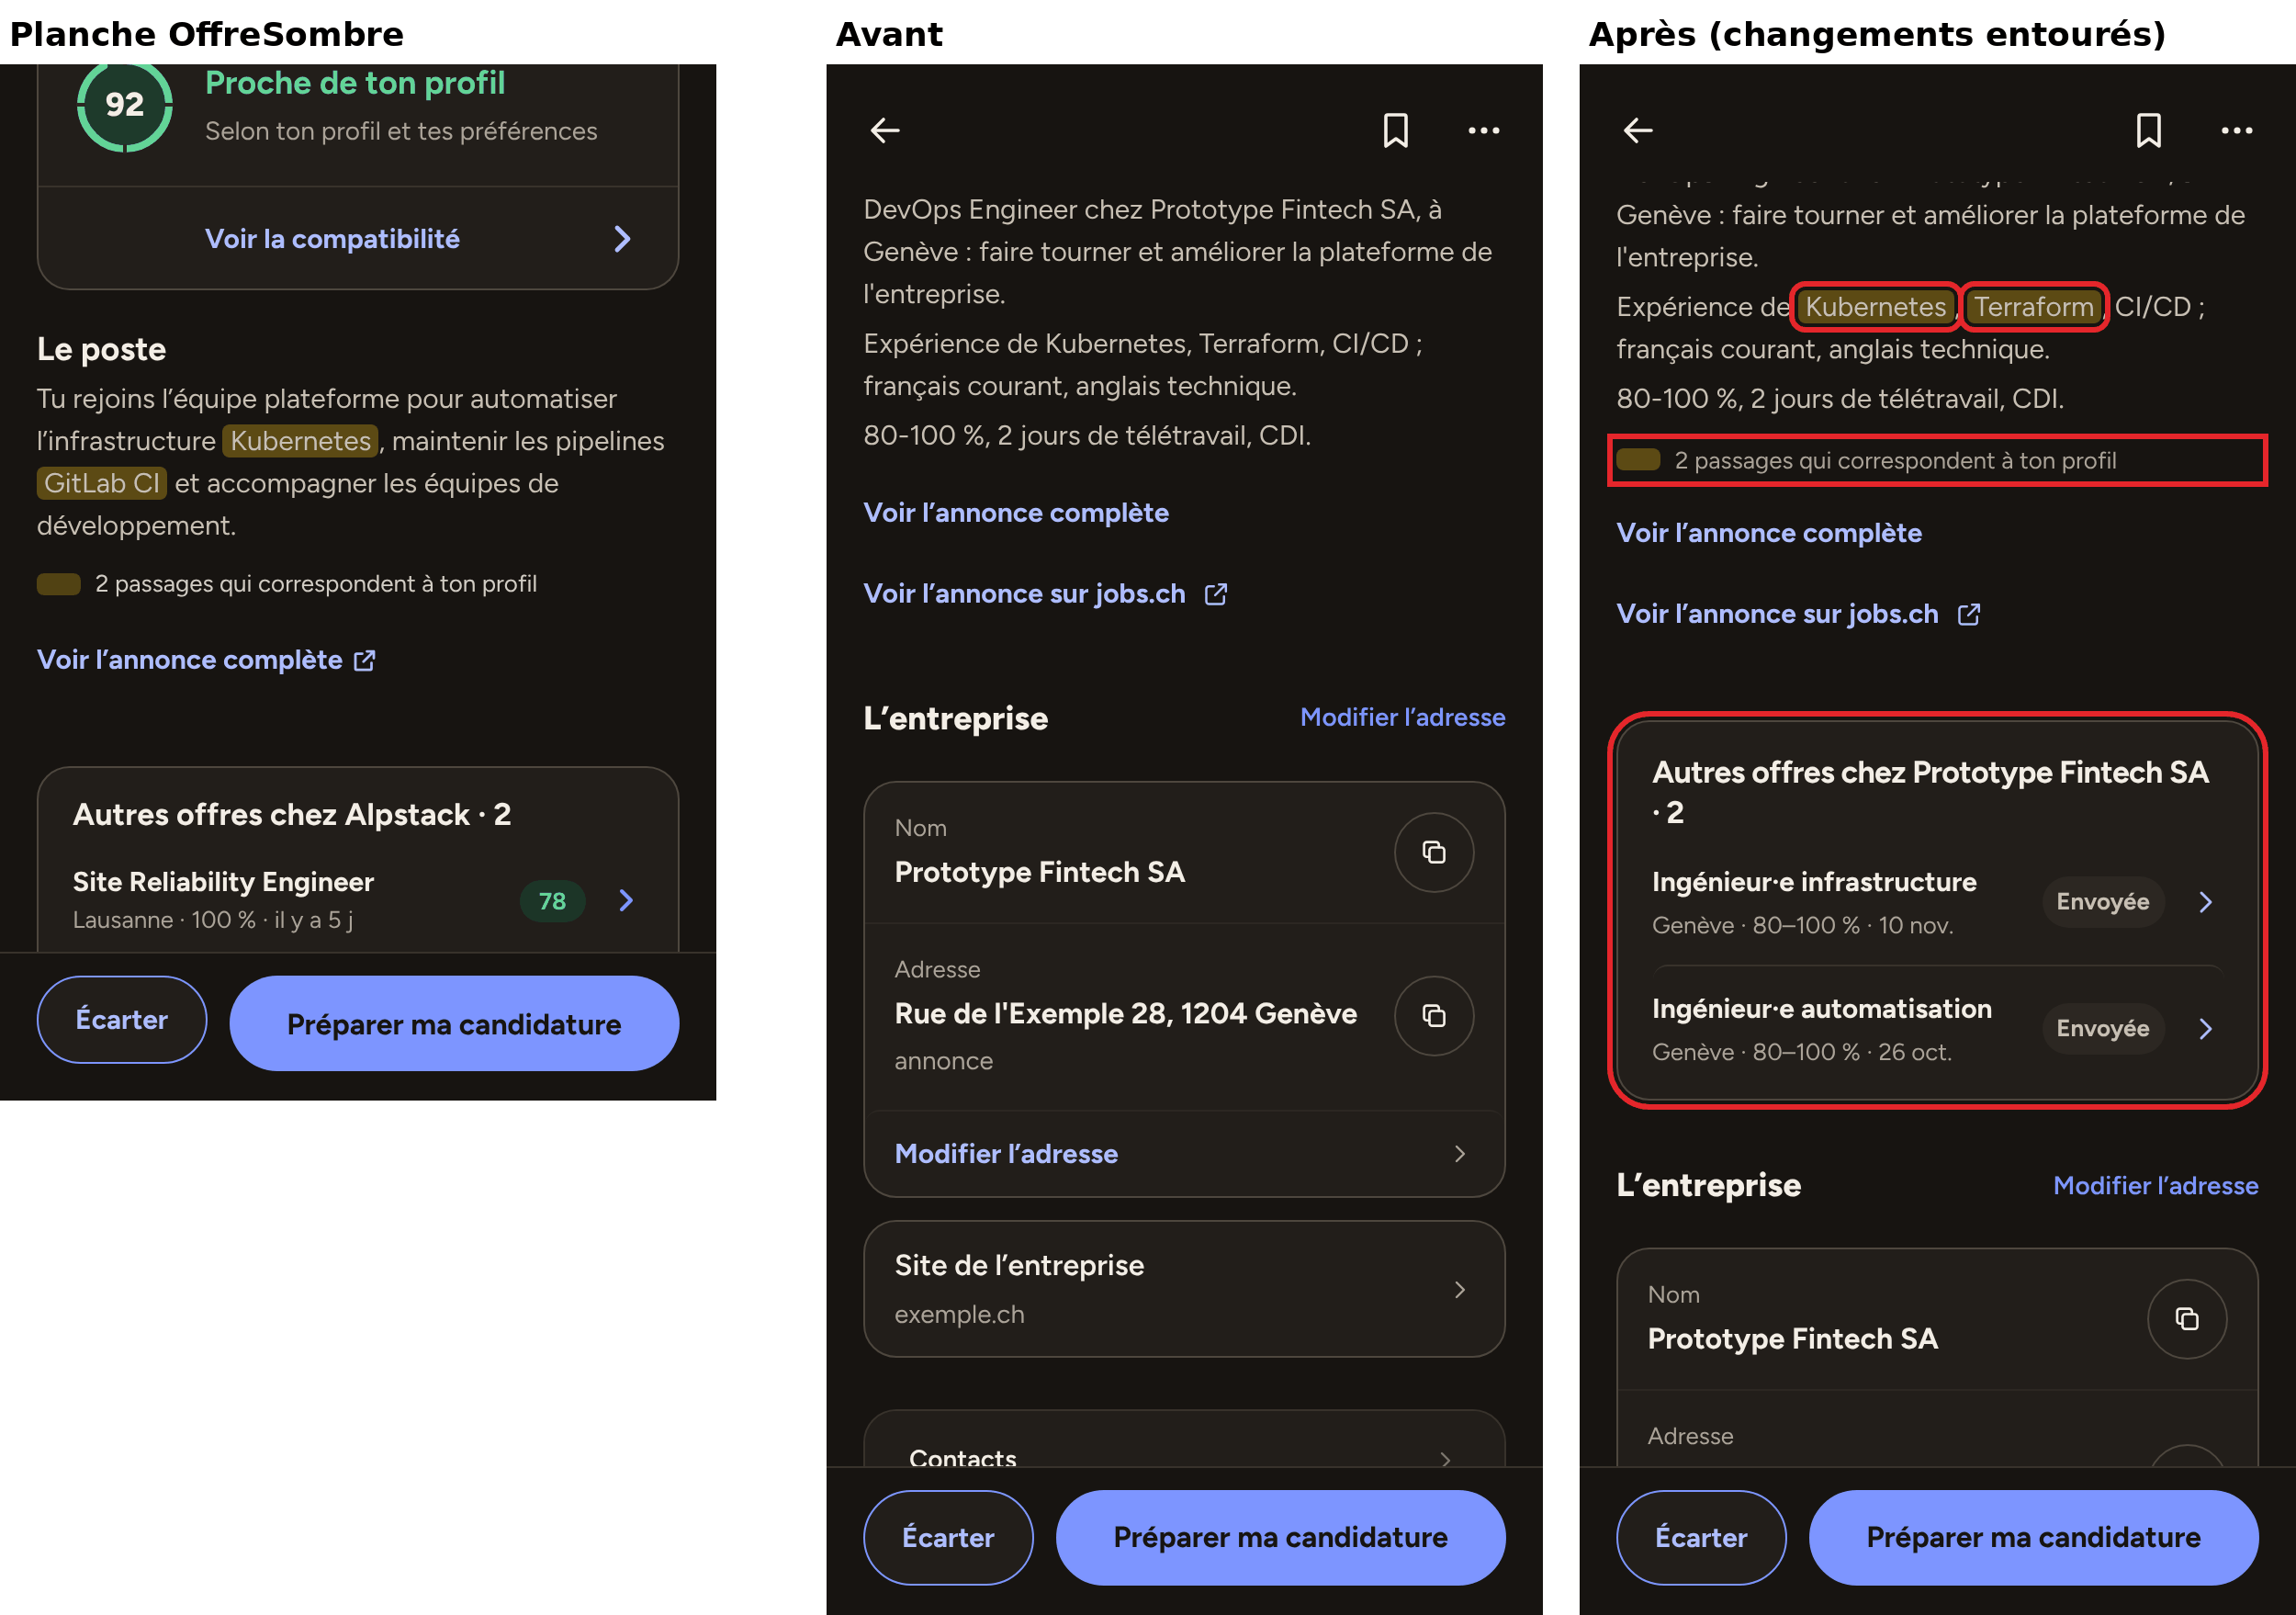 Planche OffreSombre
92
Proche de ton profil
Selon ton profil et tes préférences
Voir la compatibilité
Le poste
Tu rejoins l’équipe plateforme pour automatiser
l’infrastructure Kubernetes, maintenir les pipelines
GitLab CI et accompagner les équipes de
développement.
2 passages qui correspondent à ton profil
Voir l’annonce complète
Autres offres chez Alpstack · 2
Site Reliability Engineer
Lausanne · 100 % · il y a 5 j
78
Écarter
Préparer ma candidature
Avant
DevOps Engineer chez Prototype Fintech SA, à
Genève : faire tourner et améliorer la plateforme de
l'entreprise.
Expérience de Kubernetes, Terraform, CI/CD ;
français courant, anglais technique.
80-100 %, 2 jours de télétravail, CDI.
Voir l’annonce complète
Voir l’annonce sur jobs.ch
L’entreprise
Modifier l’adresse
Nom
Prototype Fintech SA
Adresse
Rue de l'Exemple 28, 1204 Genève
annonce
Modifier l’adresse
Site de l’entreprise
exemple.ch
Contacts
Écarter
Préparer ma candidature
Après (changements entourés)
Genève : faire tourner et améliorer la plateforme de
l'entreprise.
Expérience de Kubernetes, Terraform, CI/CD ;
français courant, anglais technique.
80-100 %, 2 jours de télétravail, CDI.
2 passages qui correspondent à ton profil
Voir l’annonce complète
Voir l’annonce sur jobs.ch
Autres offres chez Prototype Fintech SA
· 2
Ingénieur·e infrastructure
Genève · 80–100 % · 10 nov.
Envoyée
Ingénieur·e automatisation
Genève · 80–100 % · 26 oct.
Envoyée
L’entreprise
Modifier l’adresse
Nom
Prototype Fintech SA
Adresse
Écarter
Préparer ma candidature